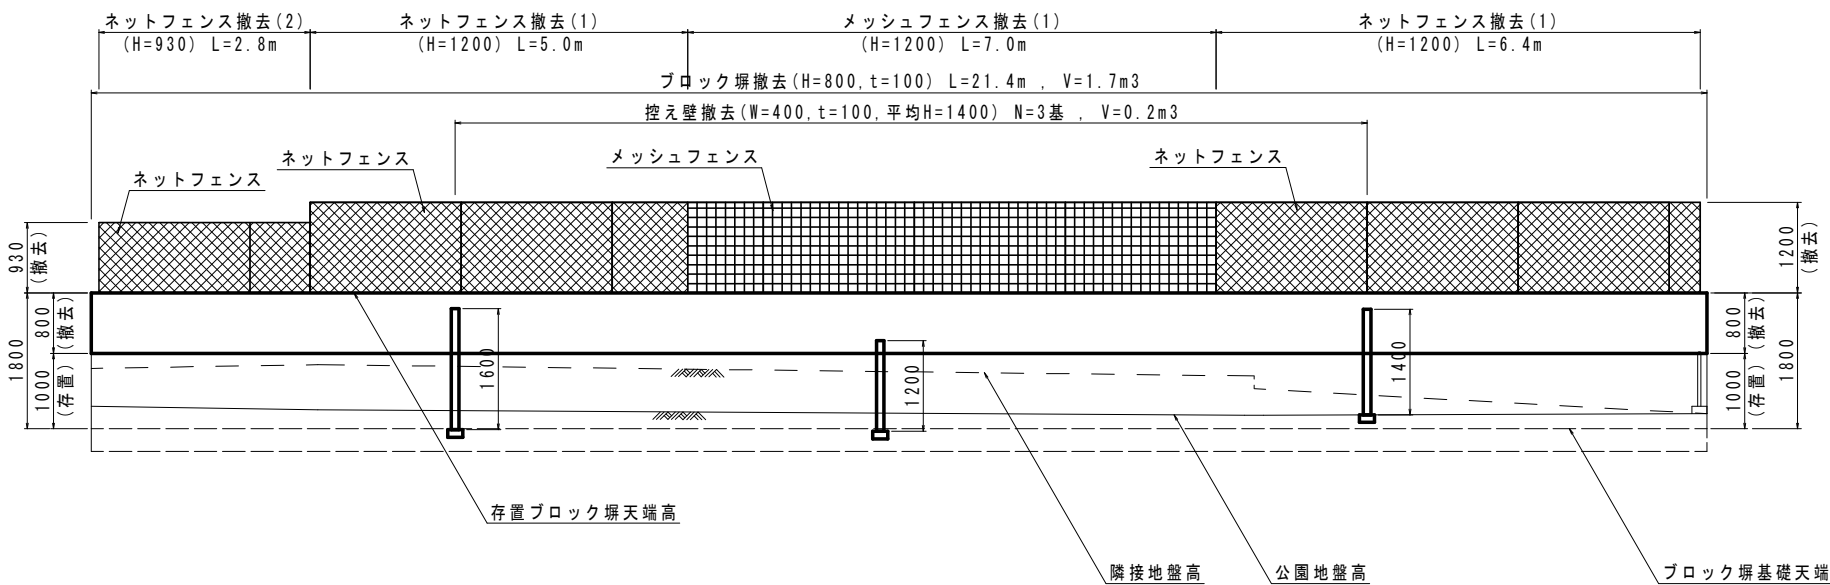 ネットフェンス撤去(2)
(H=930) L=2.8m
ネットフェンス撤去(1)
(H=1200) L=5.0m
メッシュフェンス撤去(1)
(H=1200) L=7.0m
ネットフェンス撤去(1)
(H=1200) L=6.4m
ブロック塀撤去(H=800,t=100) L=21.4m , V=1.7m3
控え壁撤去(W=400,t=100,平均H=1400) N=3基 , V=0.2m3
ネットフェンス
ネットフェンス
メッシュフェンス
ネットフェンス
930
(撤去)
1200
(撤去)
1800
800
(撤去)
1000
(存置)
1600
1200
1400
800
(撤去)
1000
(存置)
1800
存置ブロック塀天端高
隣接地盤高
公園地盤高
ブロック塀基礎天端